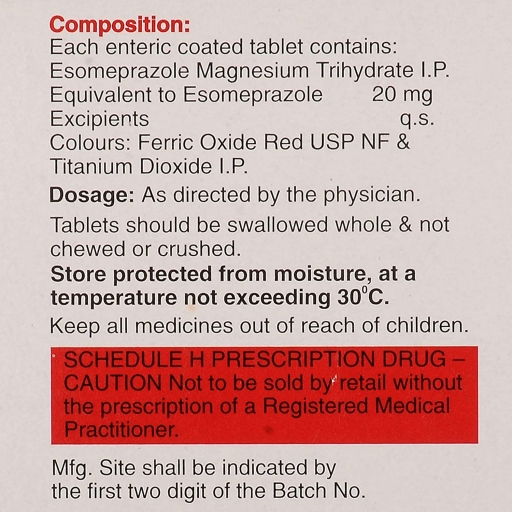 Composition:
Each enteric coated tablet contains:
Esomeprazole Magnesium Trihydrate I.P.
Equivalent to Esomeprazole 20 mg
Excipients q.s.
Colours: Ferric Oxide Red USP NF &
Titanium Dioxide I.P.
Dosage: As directed by the physician.
Tablets should be swallowed whole & not
chewed or crushed.
Store protected from moisture, at a
temperature not exceeding 30⁰C.
Keep all medicines out of reach of children.
SCHEDULE H PRESCRIPTION DRUG –
CAUTION Not to be sold by retail without
the prescription of a Registered Medical
Practitioner.
Mfg. Site shall be indicated by
the first two digit of the Batch No.